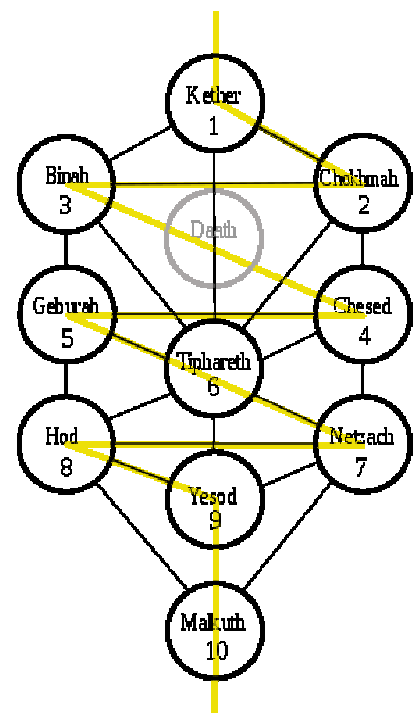 Kether
1
Binah
3
Chokhmah
2
Daath
Geburah
5
Chesed
4
Tiphareth
6
Hod
8
Netzach
7
Yesod
9
Malkuth
10